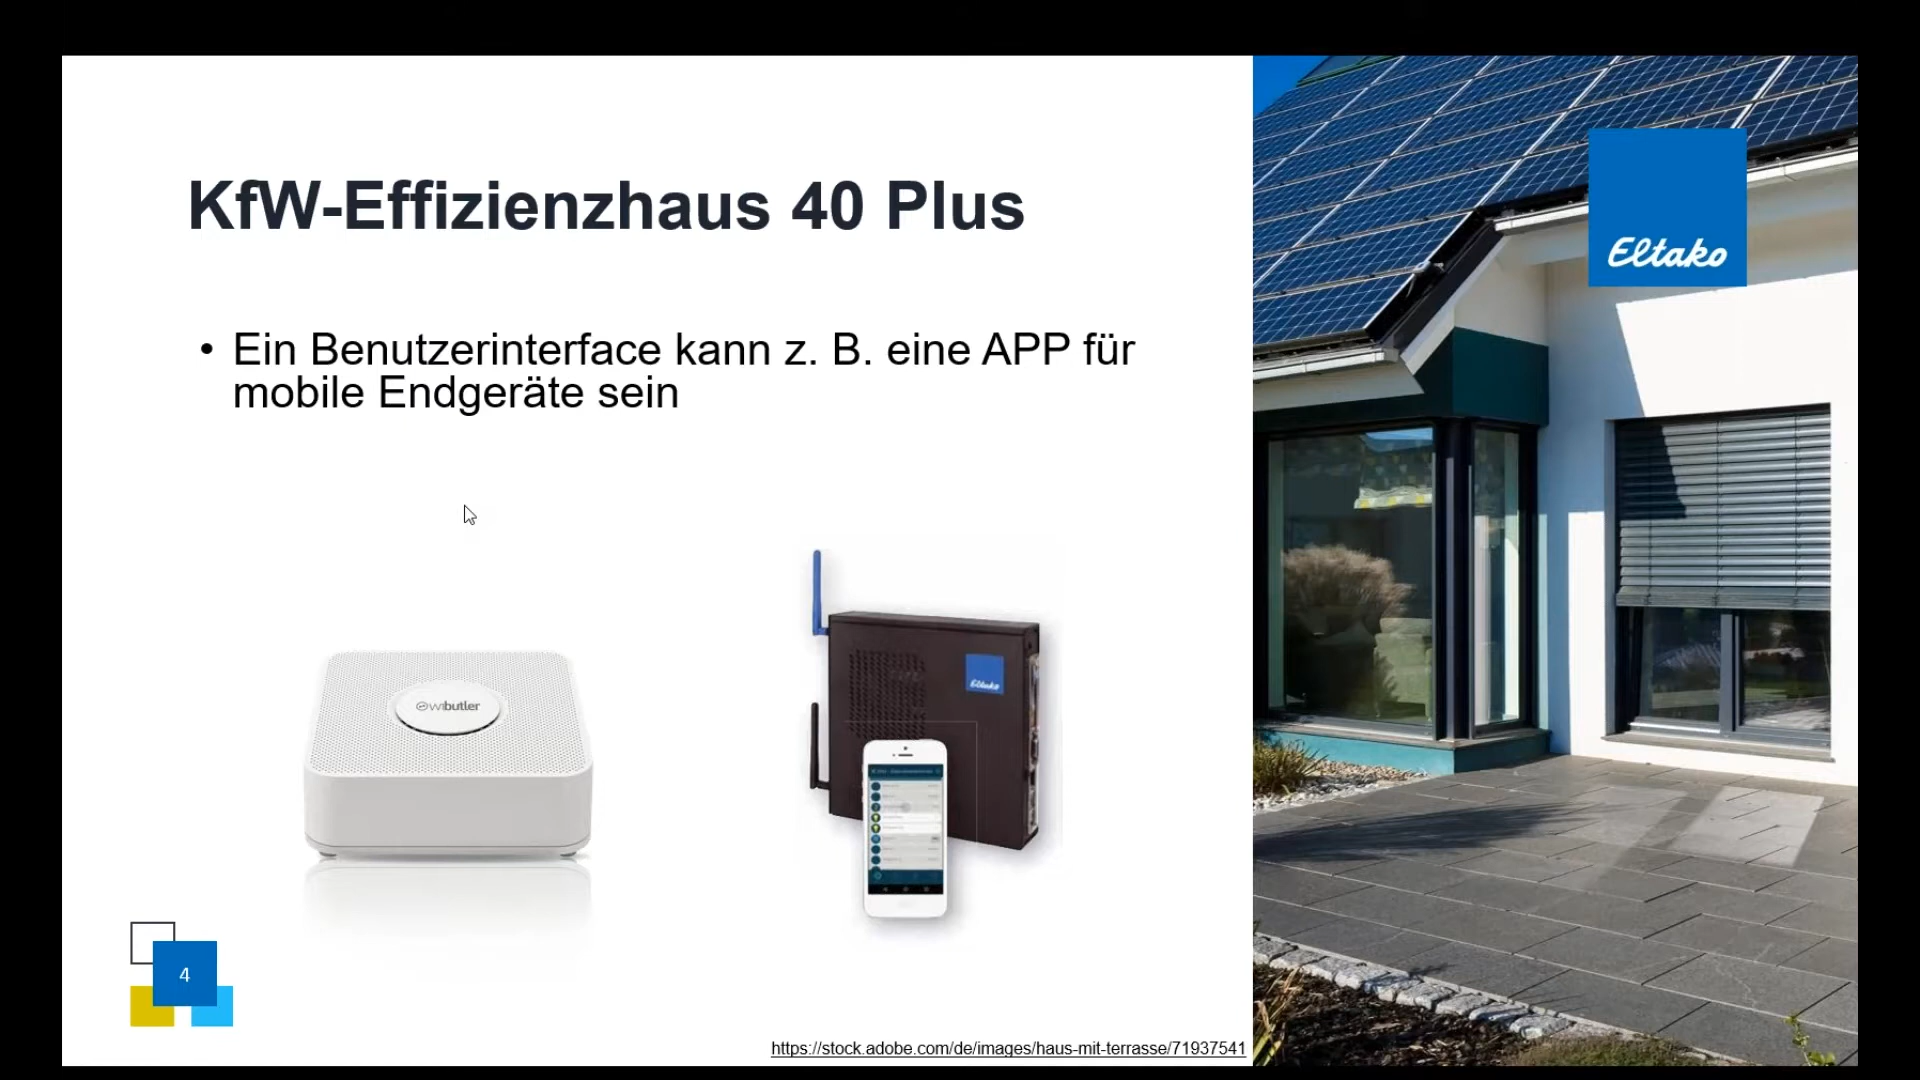 KfW-Effizienzhaus 40 Plus
Eltako
• Ein Benutzerinterface kann z. B. eine APP für
mobile Endgeräte sein
wibutler
Eltako
4
https://stock.adobe.com/de/images/haus-mit-terrasse/71937541